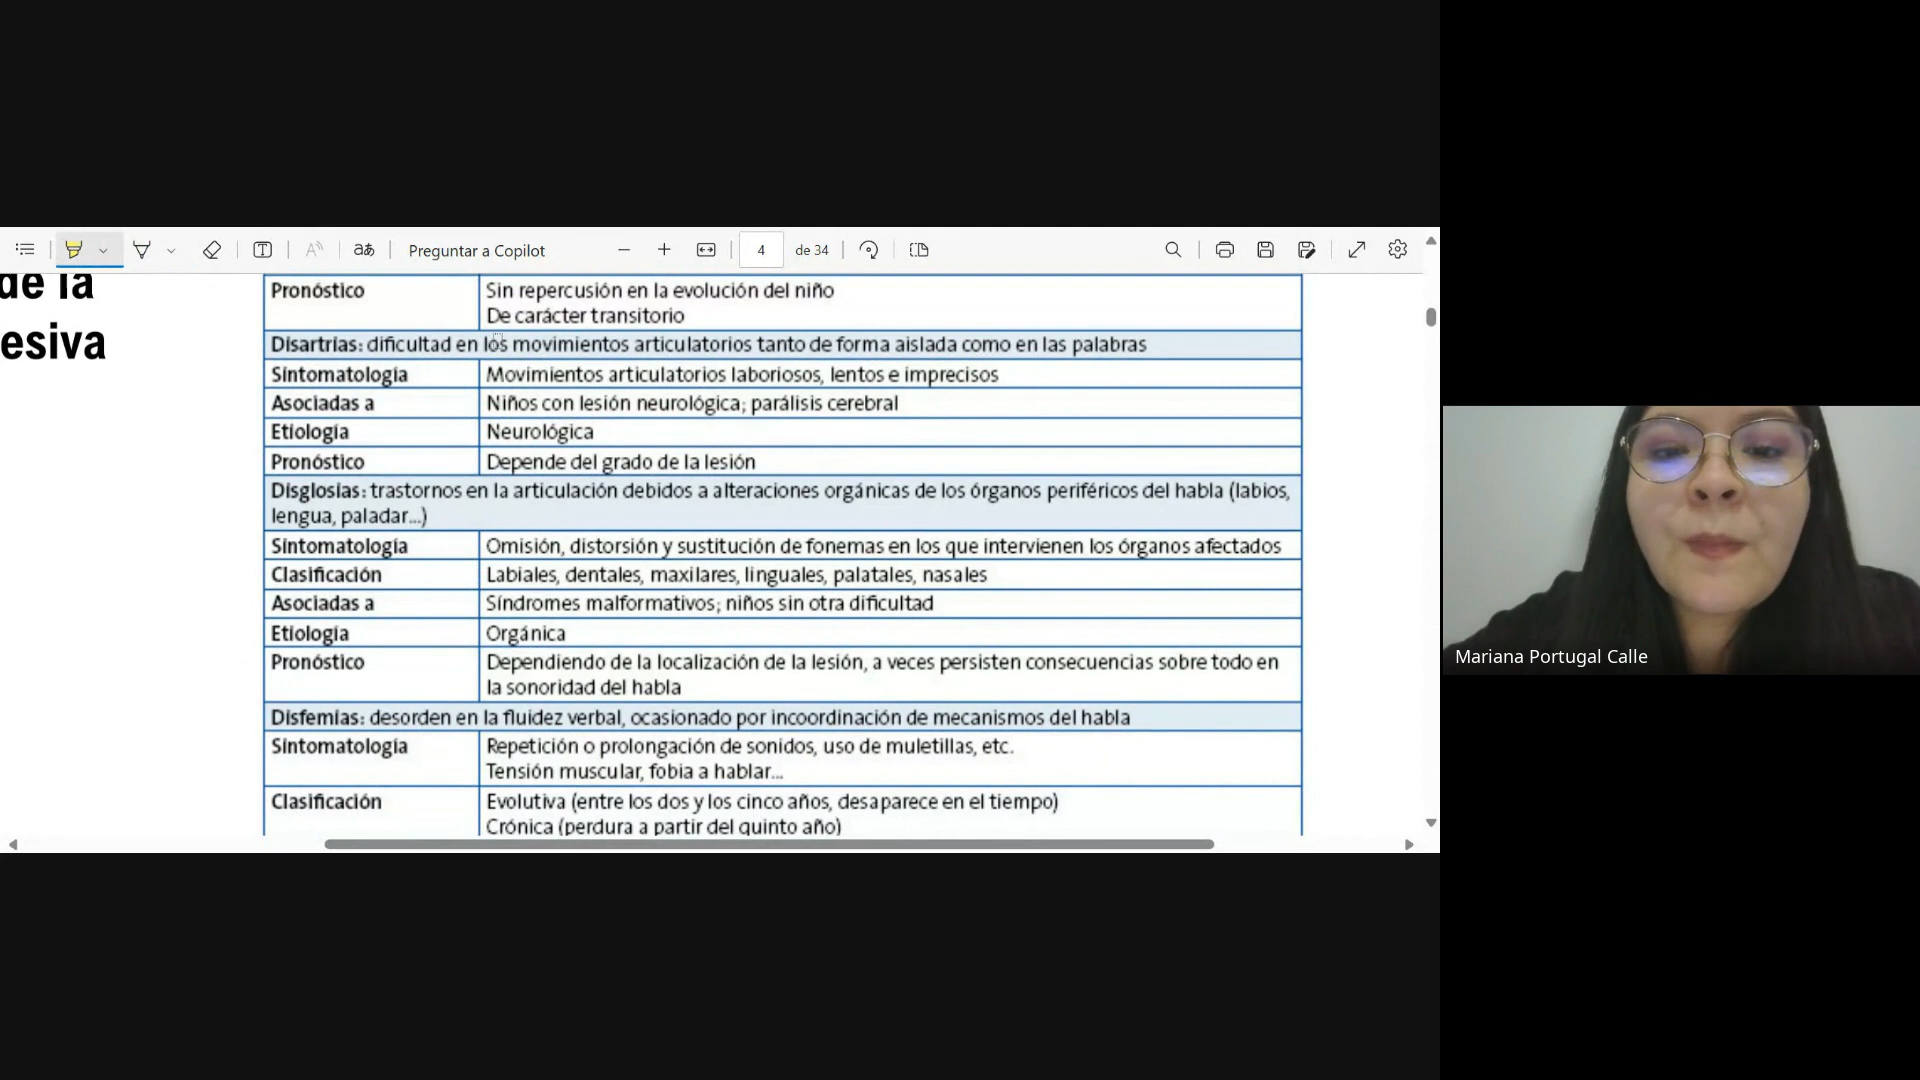 Preguntar a Copilot
4 de 34
de la
esiva
Pronóstico Sin repercusión en la evolución del niño
De carácter transitorio
Disartrias: dificultad en los movimientos articulatorios tanto de forma aislada como en las palabras
Sintomatología Movimientos articulatorios laboriosos, lentos e imprecisos
Asociadas a Niños con lesión neurológica; parálisis cerebral
Etiología Neurológica
Pronóstico Depende del grado de la lesión
Disglosias: trastornos en la articulación debidos a alteraciones orgánicas de los órganos periféricos del habla (labios,
lengua, paladar...)
Sintomatología Omisión, distorsión y sustitución de fonemas en los que intervienen los órganos afectados
Clasificación Labiales, dentales, maxilares, linguales, palatales, nasales
Asociadas a Síndromes malformativos; niños sin otra dificultad
Etiología Orgánica
Pronóstico Dependiendo de la localización de la lesión, a veces persisten consecuencias sobre todo en
la sonoridad del habla
Disfemias: desorden en la fluidez verbal, ocasionado por incoordinación de mecanismos del habla
Sintomatología Repetición o prolongación de sonidos, uso de muletillas, etc.
Tensión muscular, fobia a hablar...
Clasificación Evolutiva (entre los dos y los cinco años, desaparece en el tiempo)
Crónica (perdura a partir del quinto año)
Mariana Portugal Calle